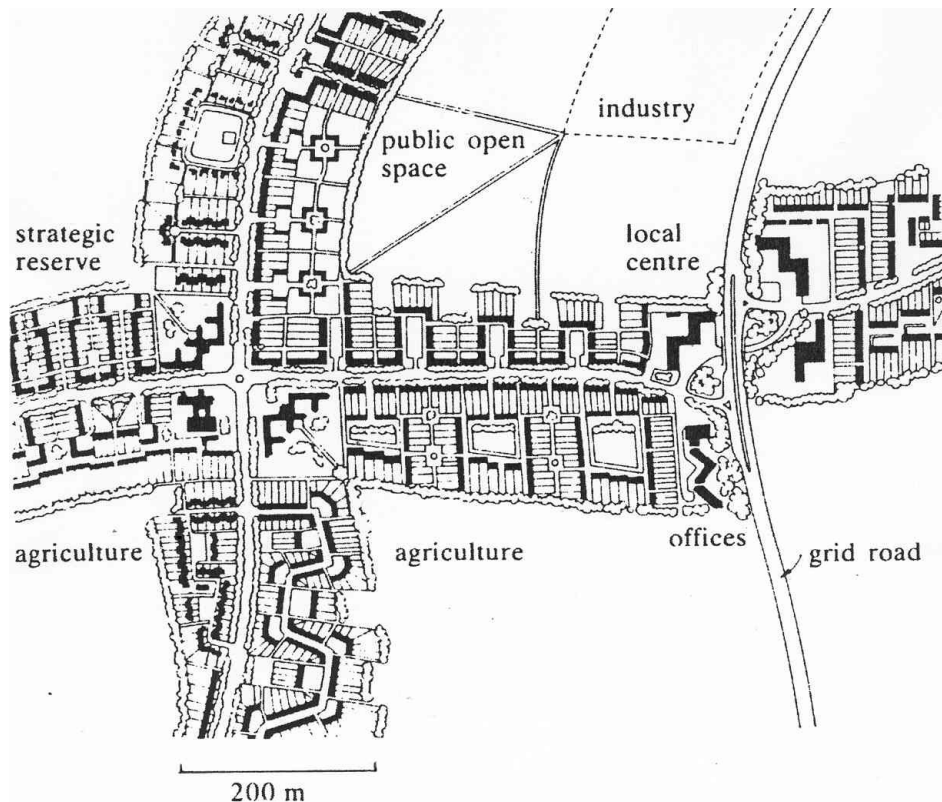 industry
public open
space
strategic
reserve
local
centre
agriculture
agriculture
offices
grid road
200 m